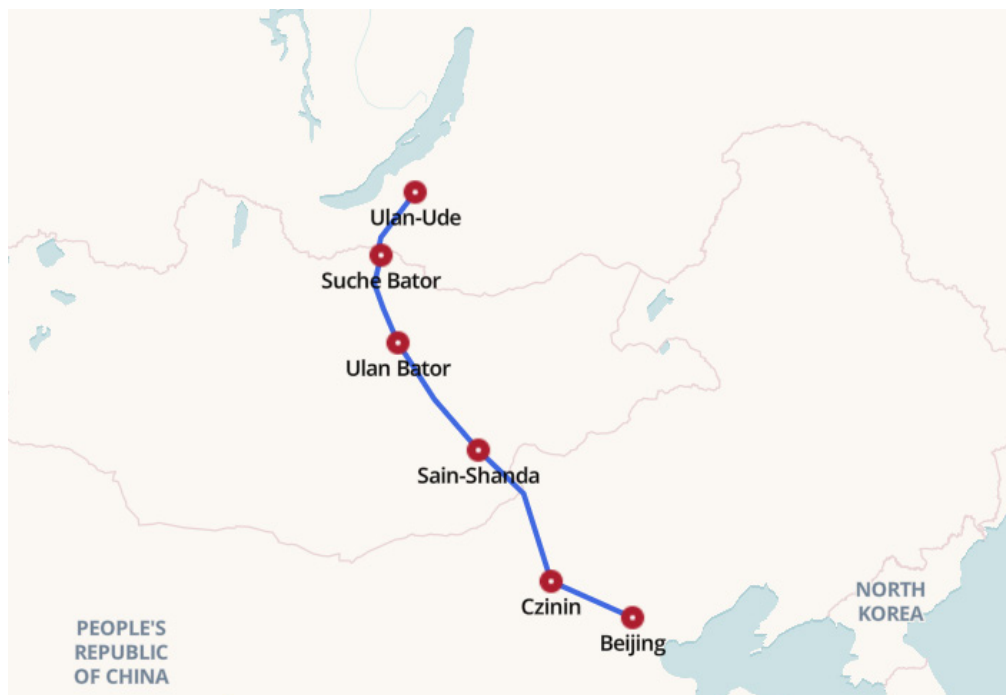 Ulan-Ude
Suche Bator
Ulan Bator
Sain-Shanda
Czinin
Beijing
NORTH
KOREA
PEOPLE'S
REPUBLIC
OF CHINA